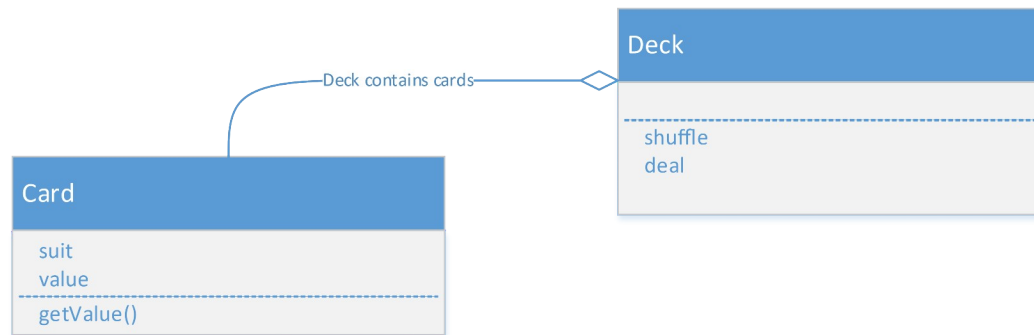 Deck
Deck contains cards
shuffle
deal
Card
suit
value
getValue()